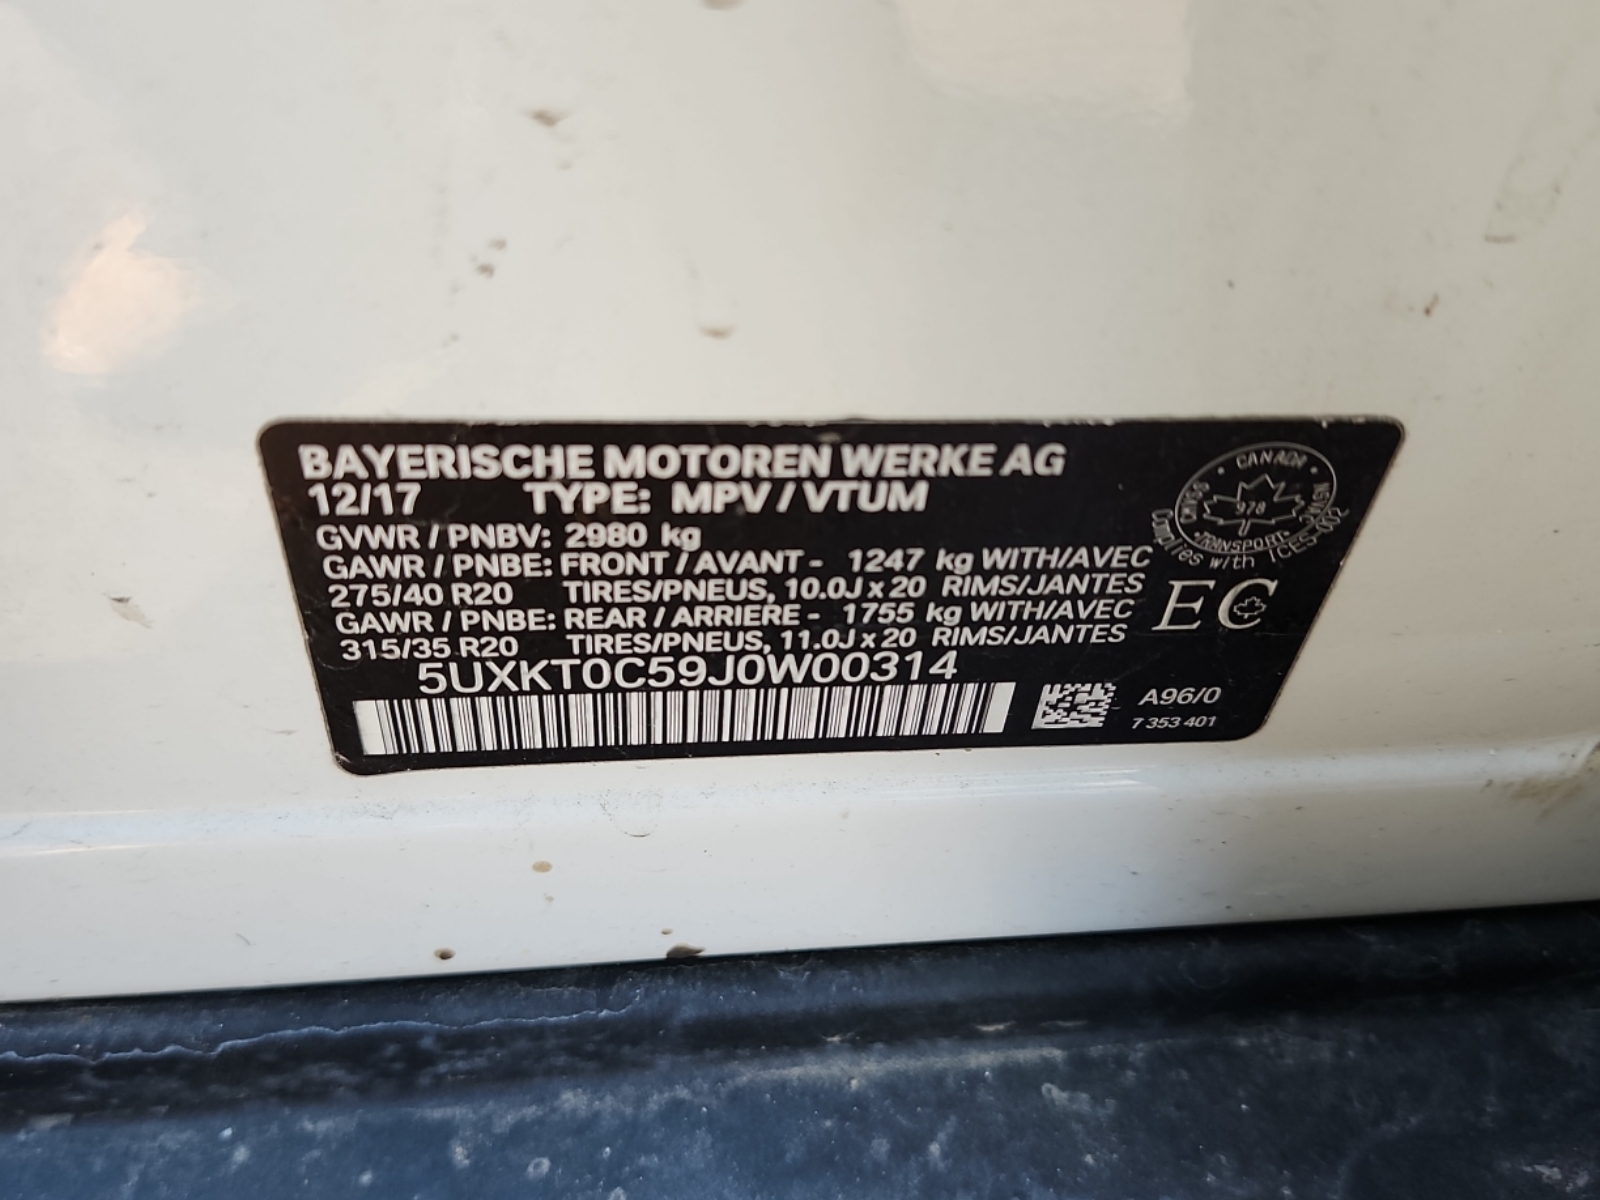 BAYERISCHE MOTOREN WERKE AG
12/17 TYPE: MPV / VTUM
GVWR / PNBV: 2980 kg
GAWR / PNBE: FRONT / AVANT - 1247 kg WITH/AVEC
275/40 R20 TIRES/PNEUS, 10.0J x 20 RIMS/JANTES
GAWR / PNBE: REAR / ARRIERE - 1755 kg WITH/AVEC
315/35 R20 TIRES/PNEUS, 11.0J x 20 RIMS/JANTES
5UXKT0C59J0W00314
CANADA
NSVAC
TRANSPORT
978
Complies with ICES-002
EC
A96/0
7 353 401